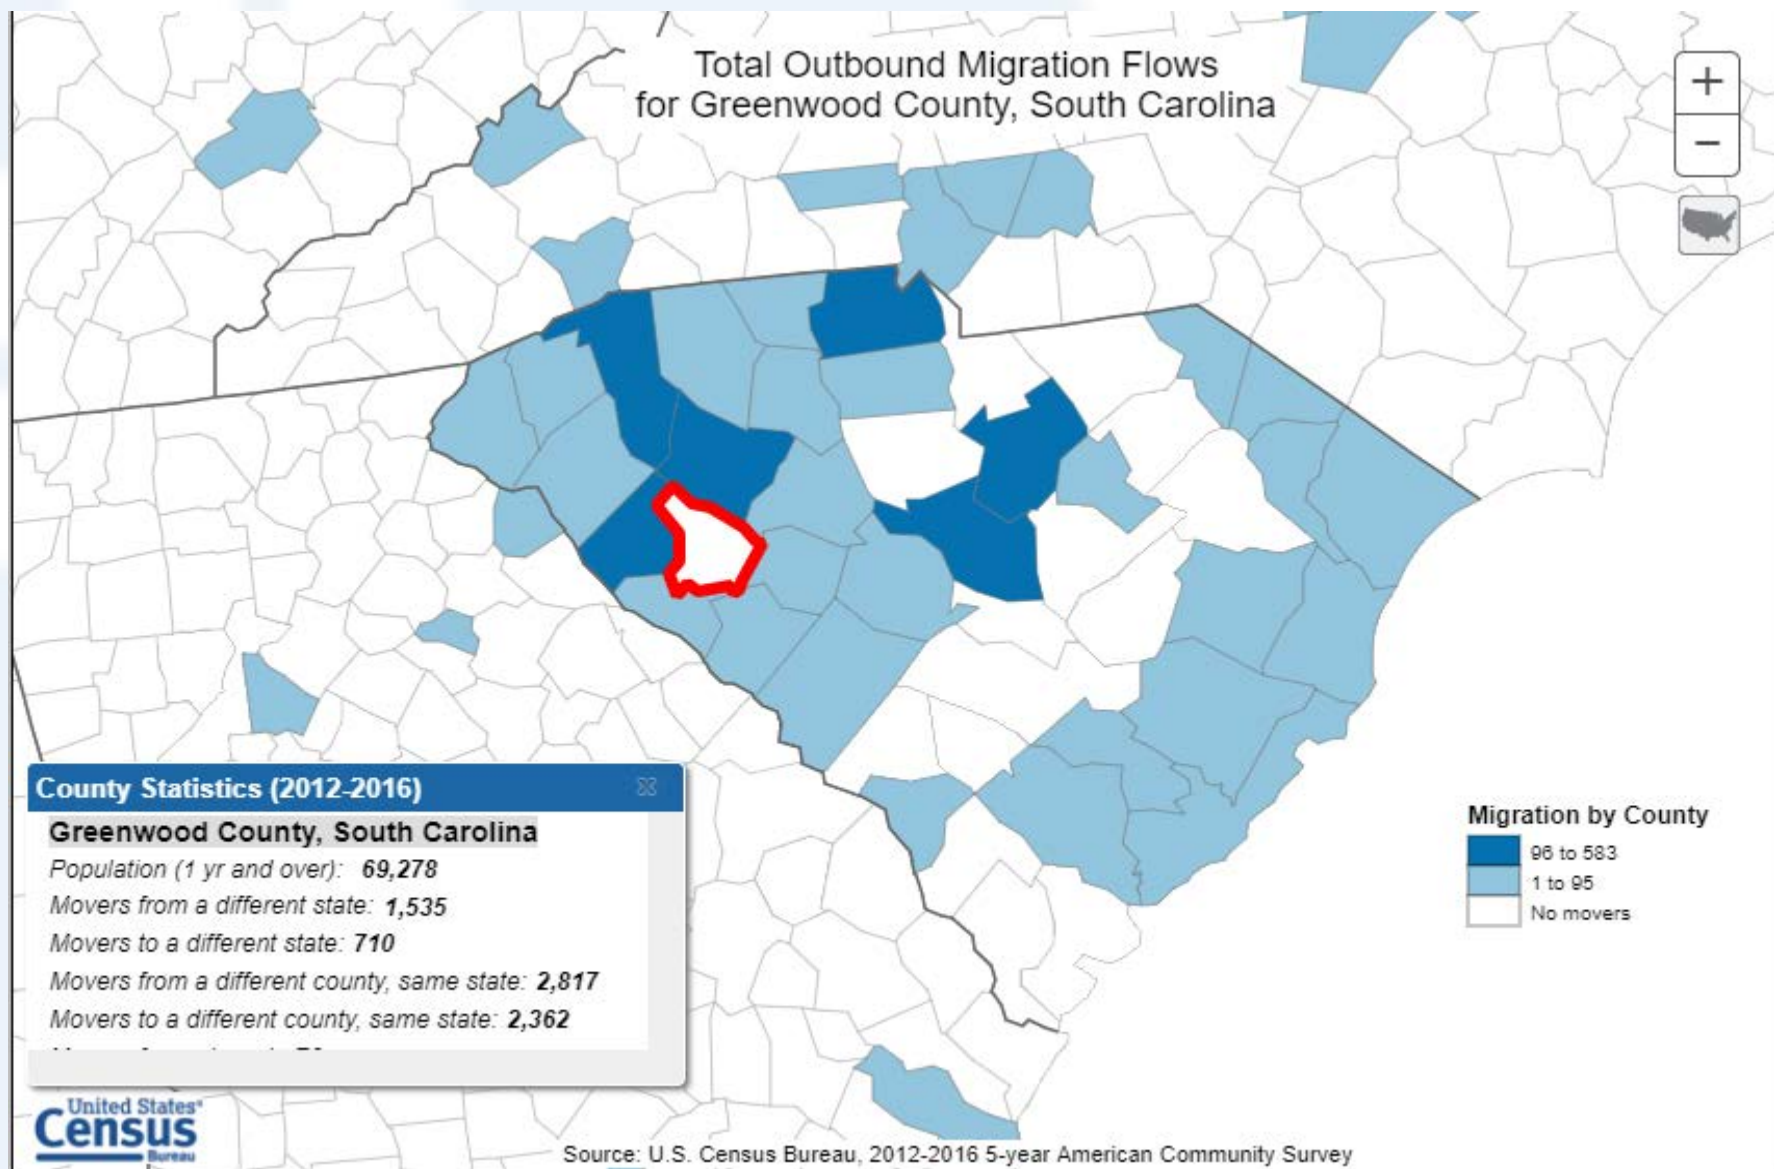 Total Outbound Migration Flows
for Greenwood County, South Carolina
+
−
County Statistics (2012-2016)
Greenwood County, South Carolina
Population (1 yr and over): 69,278
Movers from a different state: 1,535
Movers to a different state: 710
Movers from a different county, same state: 2,817
Movers to a different county, same state: 2,362
Migration by County
96 to 583
1 to 95
No movers
United States®
Census
Bureau
Source: U.S. Census Bureau, 2012-2016 5-year American Community Survey